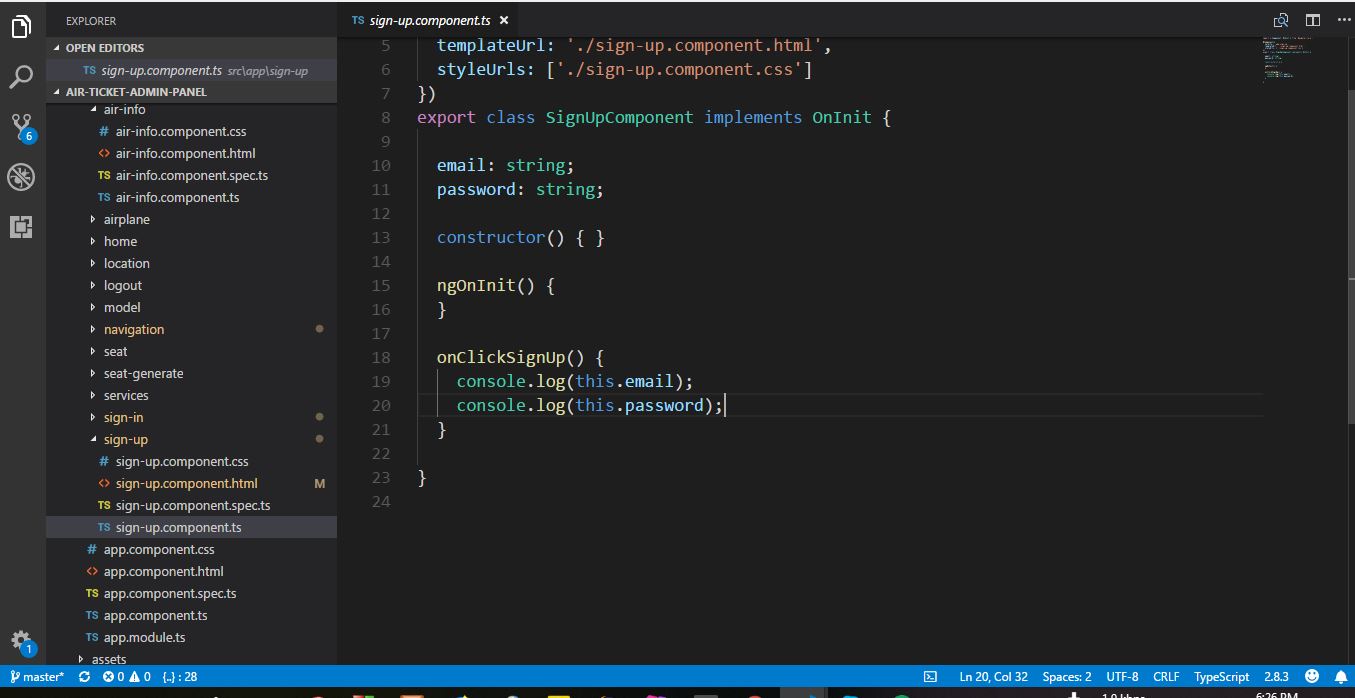 EXPLORER
OPEN EDITORS
TS sign-up.component.ts src\app\sign-up
AIR-TICKET-ADMIN-PANEL
air-info
# air-info.component.css
<> air-info.component.html
TS air-info.component.spec.ts
TS air-info.component.ts
airplane
home
location
logout
model
navigation
seat
seat-generate
services
sign-in
sign-up
# sign-up.component.css
<> sign-up.component.html M
TS sign-up.component.spec.ts
TS sign-up.component.ts
# app.component.css
<> app.component.html
TS app.component.spec.ts
TS app.component.ts
TS app.module.ts
assets
6
1
TS sign-up.component.ts ×
5 templateUrl: './sign-up.component.html',
6 styleUrls: ['./sign-up.component.css']
7 })
8 export class SignUpComponent implements OnInit {
9
10 email: string;
11 password: string;
12
13 constructor() { }
14
15 ngOnInit() {
16 }
17
18 onClickSignUp() {
19 console.log(this.email);
20 console.log(this.password);
21 }
22
23 }
24
master* 0 0 {..} : 28 Ln 20, Col 32 Spaces: 2 UTF-8 CRLF TypeScript 2.8.3
1.0 kbps 6:26 PM